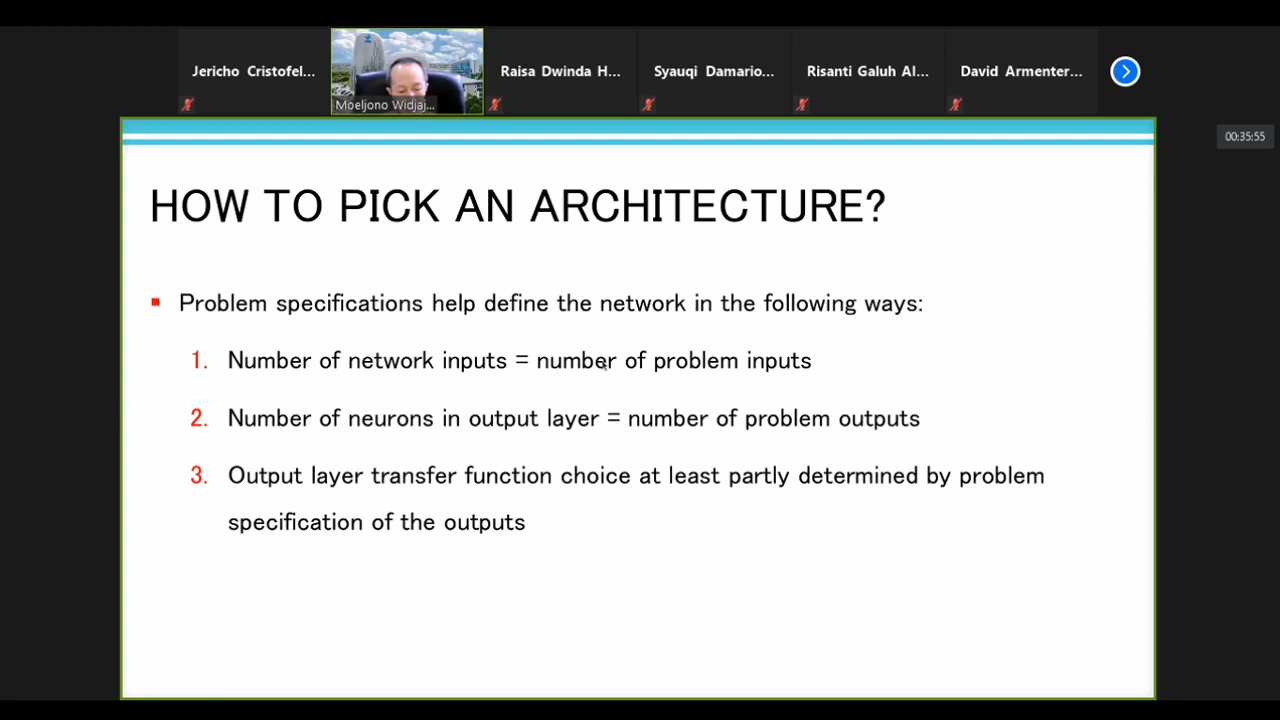 Jericho Cristofel...
Moeljono Widjaj...
Raisa Dwinda H...
Syauqi Damario...
Risanti Galuh Al...
David Armenter...
00:35:55
HOW TO PICK AN ARCHITECTURE?
Problem specifications help define the network in the following ways:
1. Number of network inputs = number of problem inputs
2. Number of neurons in output layer = number of problem outputs
3. Output layer transfer function choice at least partly determined by problem
specification of the outputs